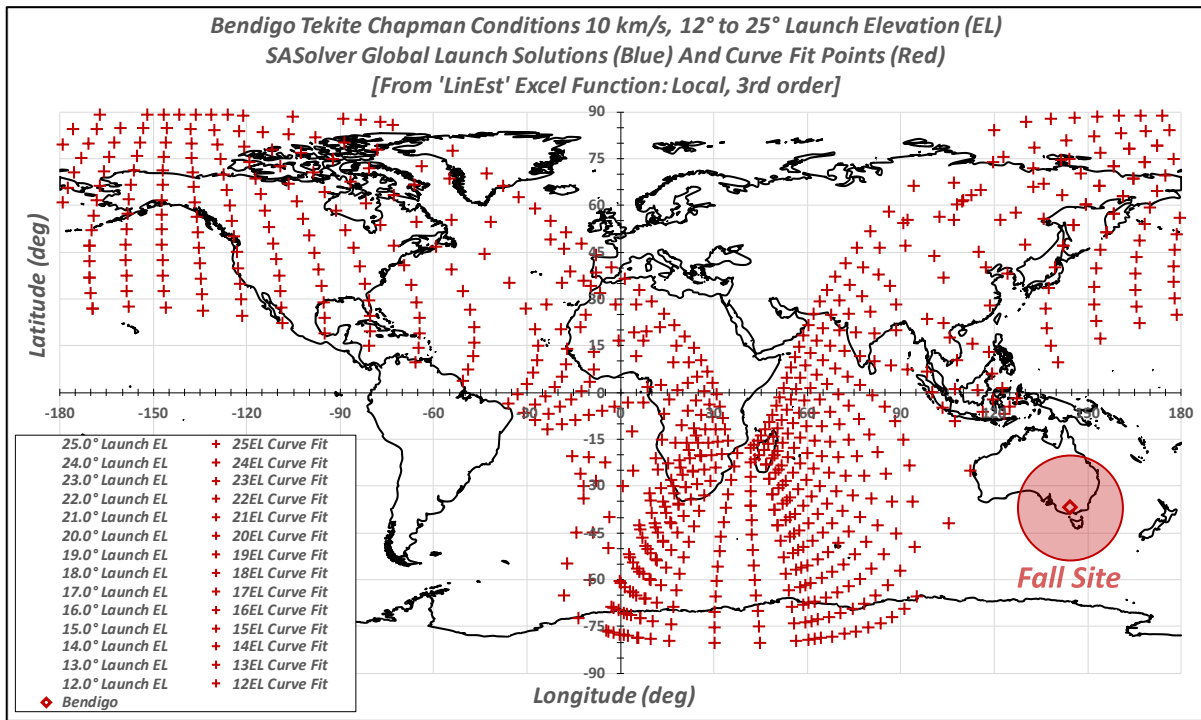 Bendigo Tekite Chapman Conditions 10 km/s, 12° to 25° Launch Elevation (EL)
SASolver Global Launch Solutions (Blue) And Curve Fit Points (Red)
[From 'LinEst' Excel Function: Local, 3rd order]
90
75
60
45
30
15
0
-15
-30
-45
-60
-75
-90
Latitude (deg)
-180
-150
-120
-90
-60
-30
0
30
60
90
120
150
180
Longitude (deg)
25.0° Launch EL
24.0° Launch EL
23.0° Launch EL
22.0° Launch EL
21.0° Launch EL
20.0° Launch EL
19.0° Launch EL
18.0° Launch EL
17.0° Launch EL
16.0° Launch EL
15.0° Launch EL
14.0° Launch EL
13.0° Launch EL
12.0° Launch EL
Bendigo
25EL Curve Fit
24EL Curve Fit
23EL Curve Fit
22EL Curve Fit
21EL Curve Fit
20EL Curve Fit
19EL Curve Fit
18EL Curve Fit
17EL Curve Fit
16EL Curve Fit
15EL Curve Fit
14EL Curve Fit
13EL Curve Fit
12EL Curve Fit
Fall Site